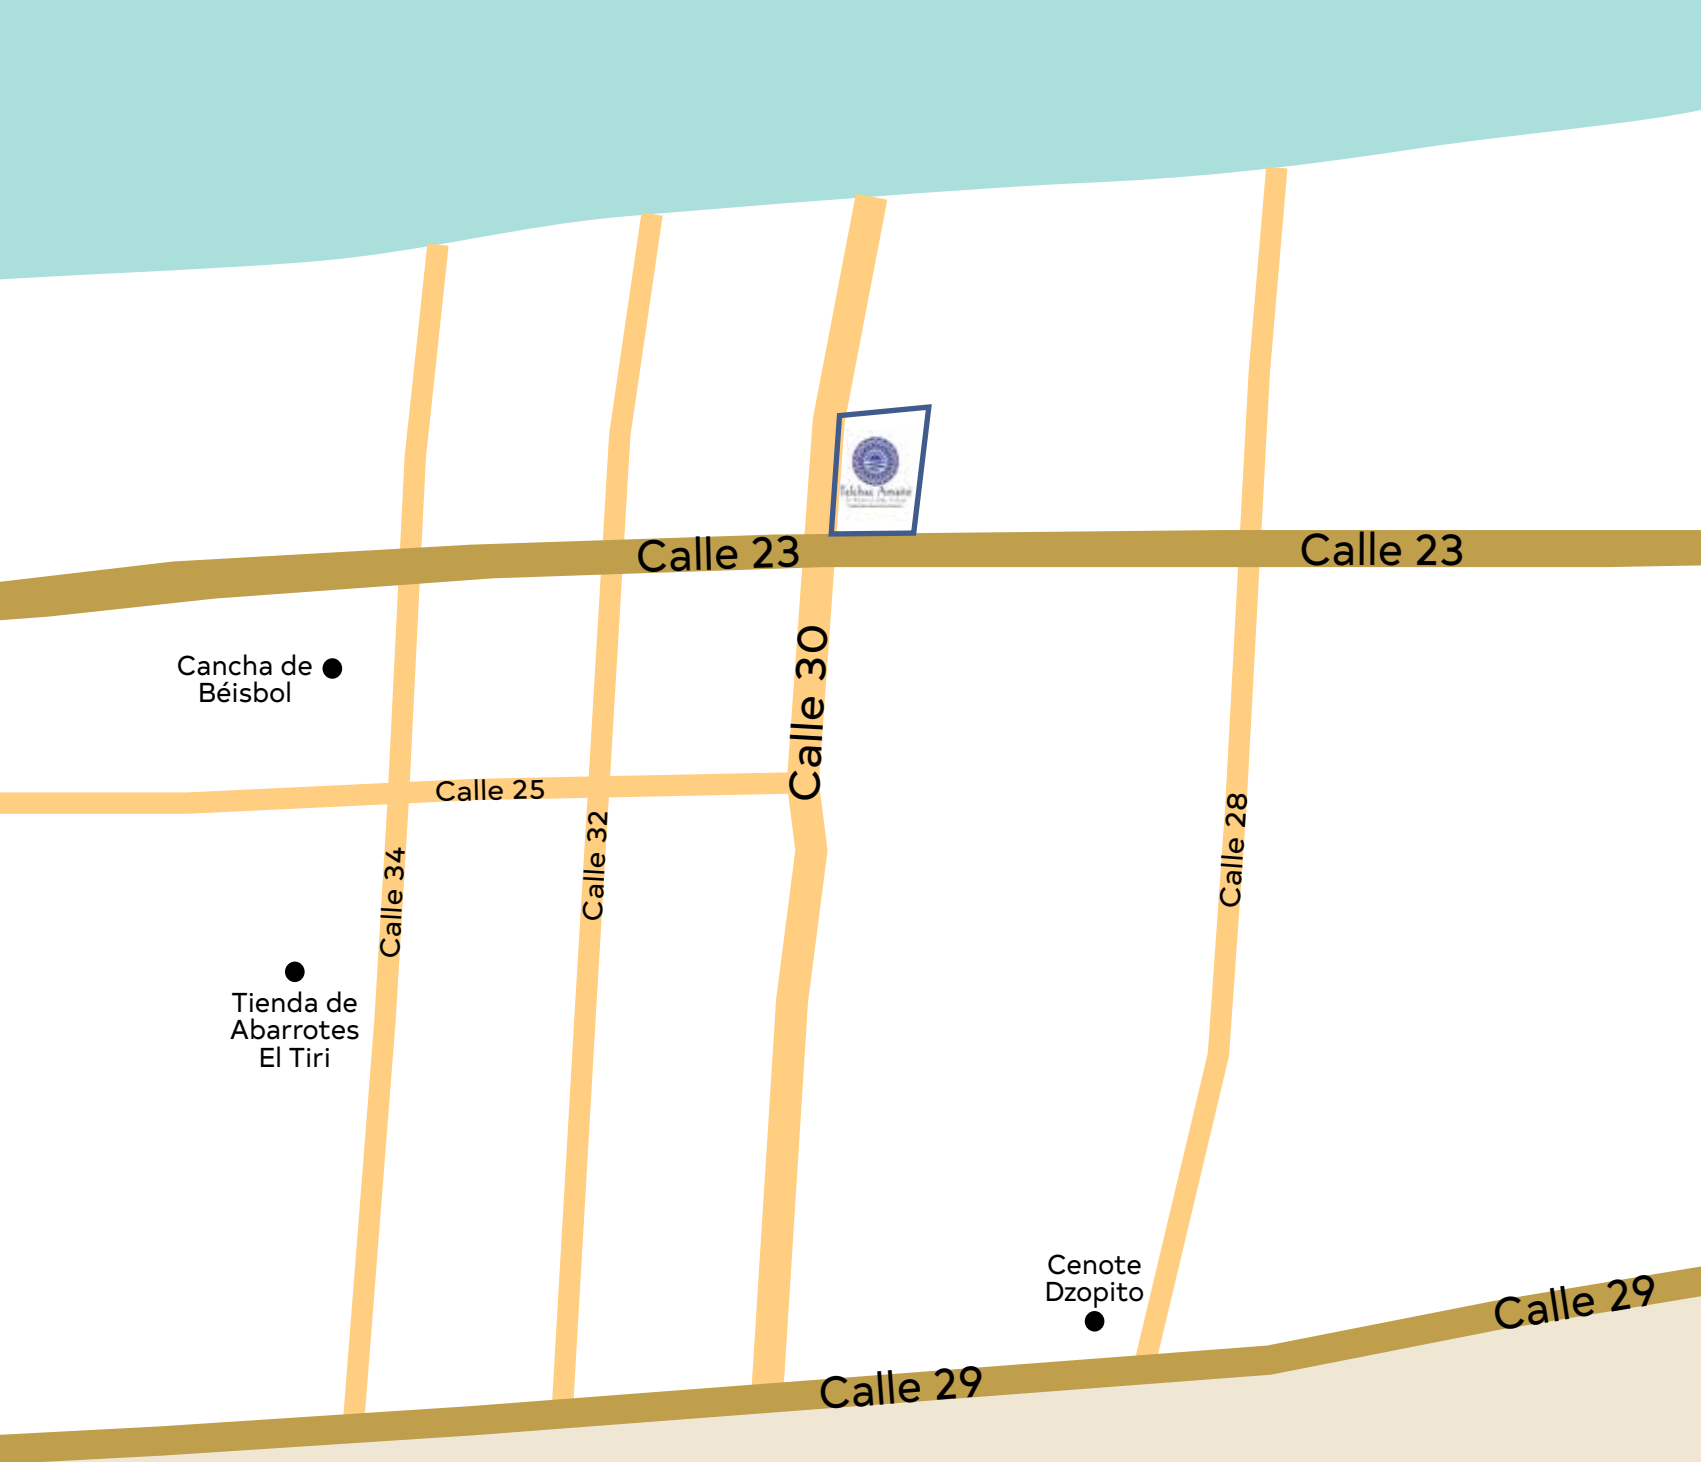 Calle 23
Calle 23
Calle 30
Cancha de
Béisbol
Calle 25
Calle 34
Calle 32
Calle 28
Tienda de
Abarrotes
El Tiri
Cenote
Dzopito
Calle 29
Calle 29